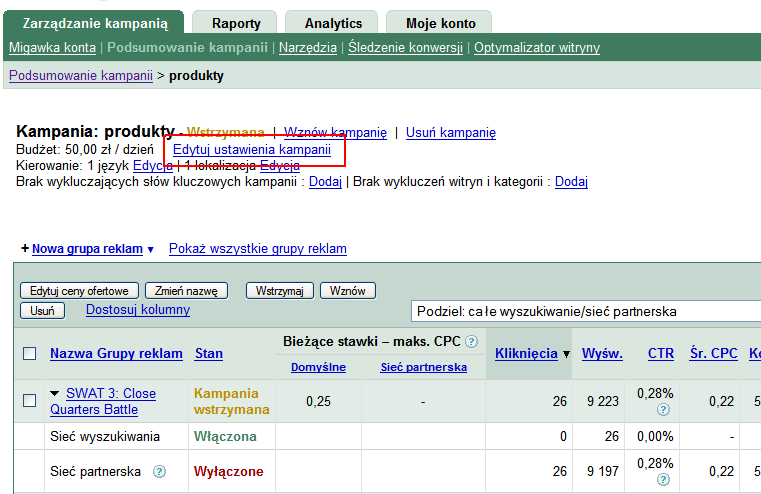 Zarządzanie kampanią Raporty Analytics Moje konto
Migawka konta | Podsumowanie kampanii | Narzędzia | Śledzenie konwersji | Optymalizator witryny
Podsumowanie kampanii > produkty
Kampania: produkty - Wstrzymana | Wznów kampanię | Usuń kampanię
Budżet: 50,00 zł / dzień Edytuj ustawienia kampanii
Kierowanie: 1 język Edycja | 1 lokalizacja Edycja
Brak wykluczających słów kluczowych kampanii : Dodaj | Brak wykluczeń witryn i kategorii : Dodaj
+ Nowa grupa reklam ▼ Pokaż wszystkie grupy reklam
Edytuj ceny ofertowe Zmień nazwę Wstrzymaj Wznów
Usuń Dostosuj kolumny Podziel: całe wyszukiwanie/sieć partnerska
Nazwa Grupy reklam Stan Bieżące stawki – maks. CPC ? Kliknięcia ▼ Wyśw. CTR Śr. CPC
Domyślne Sieć partnerska
SWAT 3: Close Quarters Battle Kampania wstrzymana 0,25 - 26 9 223 0,28% ? 0,22
Sieć wyszukiwania Włączona 0 26 0,00% -
Sieć partnerska ? Wyłączone 26 9 197 0,28% ? 0,22